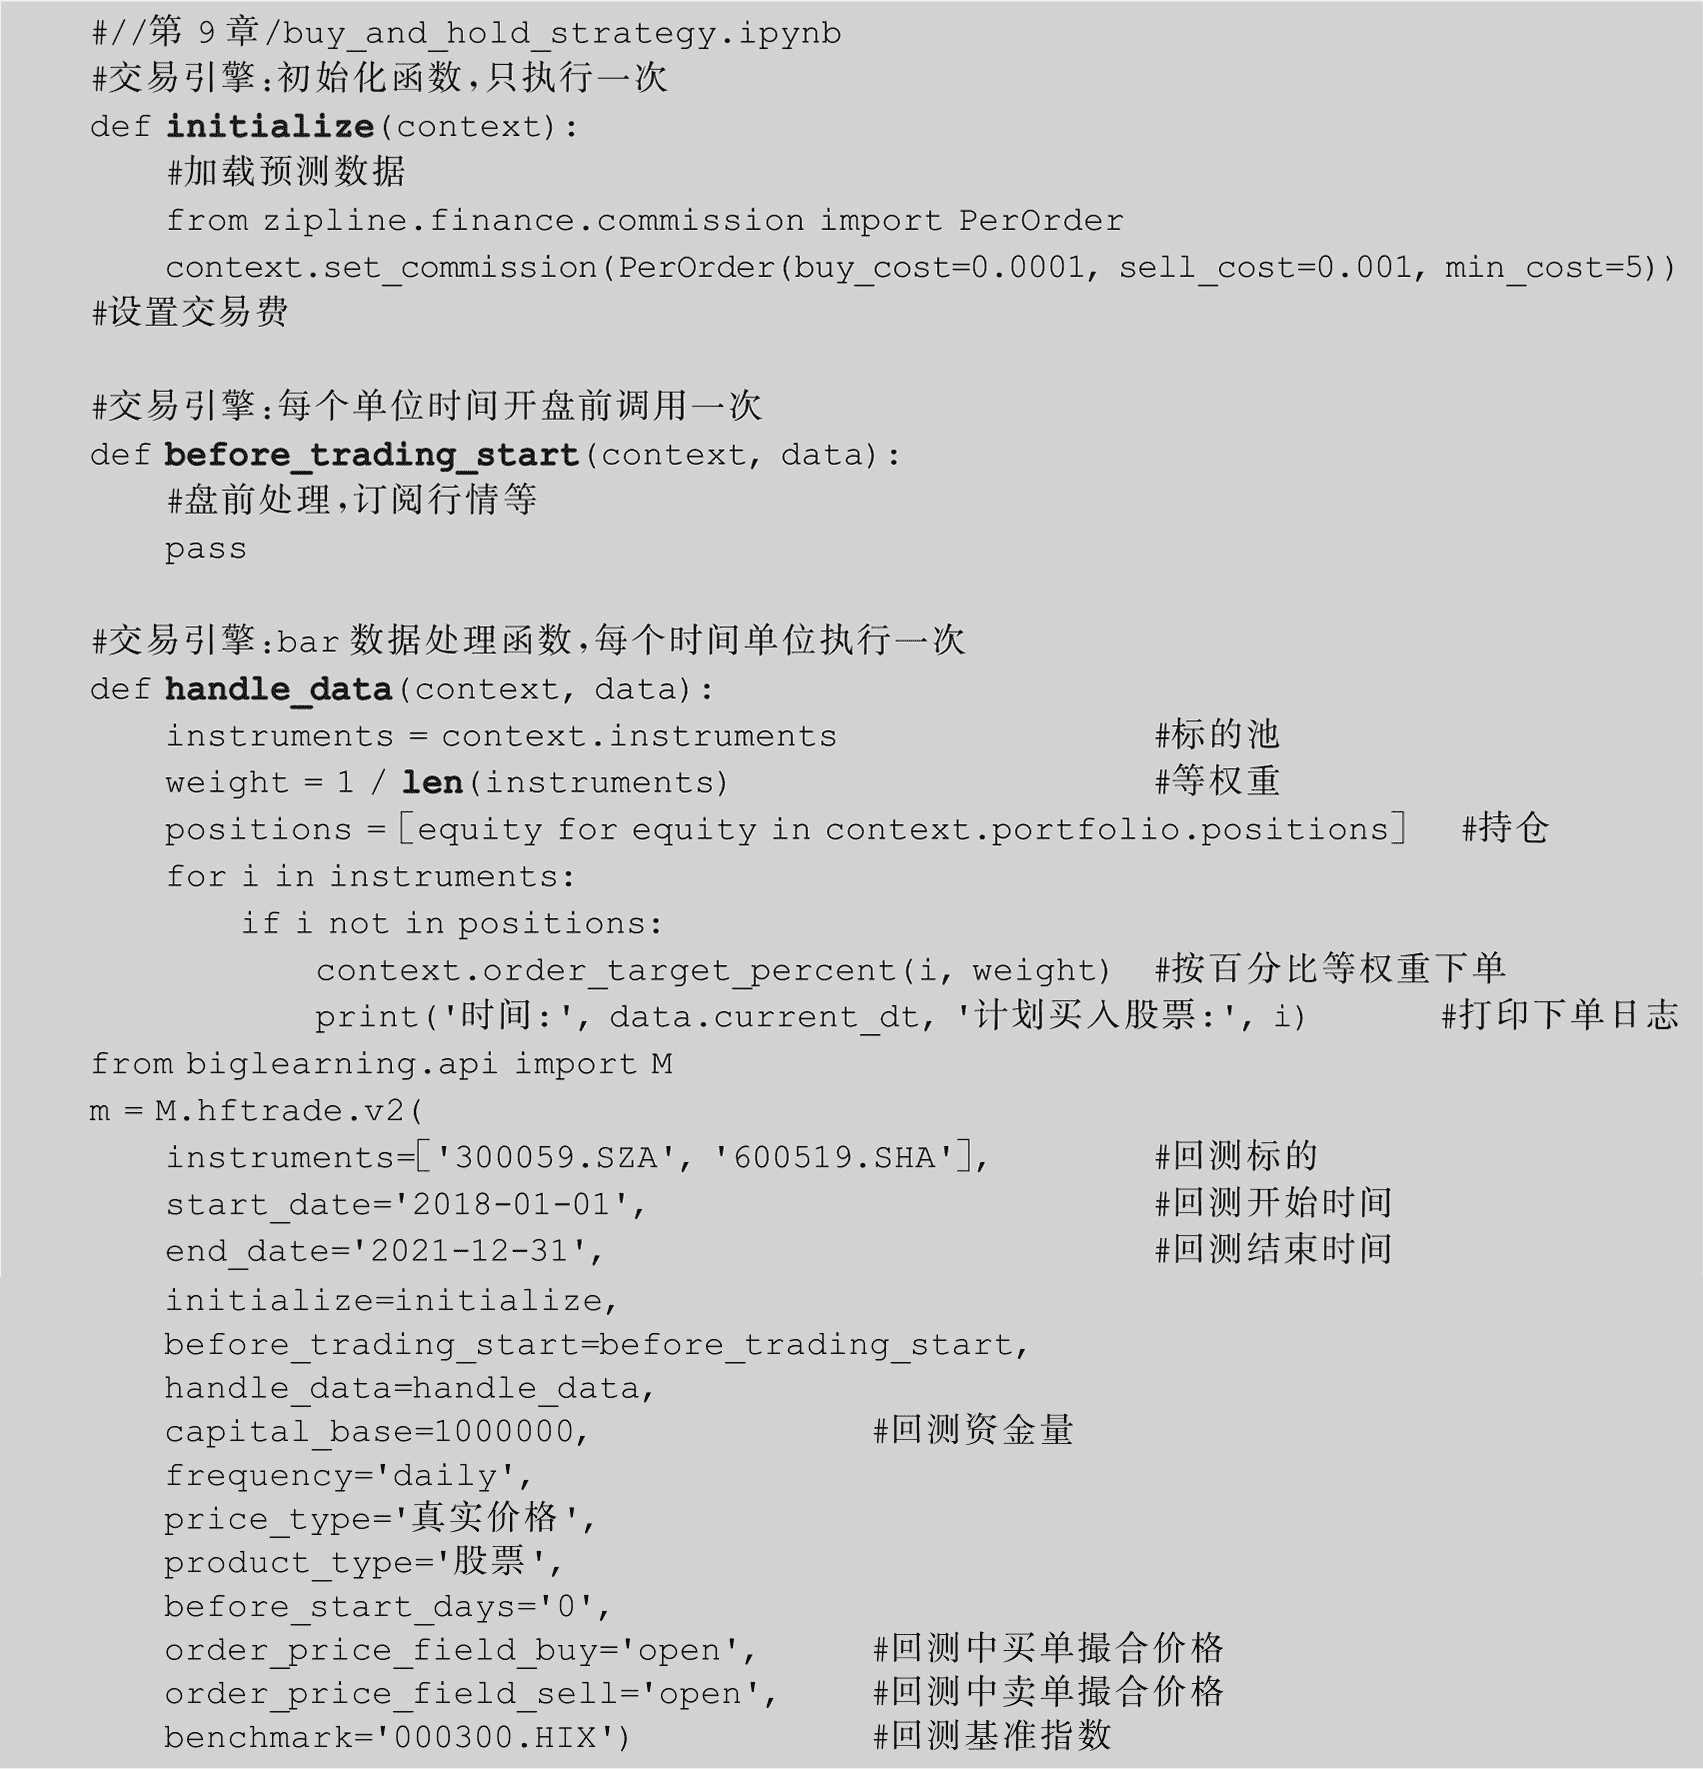 #//第 9 章/buy_and_hold_strategy.ipynb
#交易引擎:初始化函数,只执行一次
def initialize(context):
    #加载预测数据
    from zipline.finance.commission import PerOrder
    context.set_commission(PerOrder(buy_cost=0.0001, sell_cost=0.001, min_cost=5))
#设置交易费

#交易引擎:每个单位时间开盘前调用一次
def before_trading_start(context, data):
    #盘前处理,订阅行情等
    pass

#交易引擎:bar 数据处理函数,每个时间单位执行一次
def handle_data(context, data):
    instruments = context.instruments                 #标的池
    weight = 1 / len(instruments)                     #等权重
    positions = [equity for equity in context.portfolio.positions]   #持仓
    for i in instruments:
        if i not in positions:
            context.order_target_percent(i, weight)  #按百分比等权重下单
            print('时间:', data.current_dt, '计划买入股票:', i)       #打印下单日志
from biglearning.api import M
m = M.hftrade.v2(
    instruments=['300059.SZA', '600519.SHA'],         #回测标的
    start_date='2018-01-01',                          #回测开始时间
    end_date='2021-12-31',                            #回测结束时间
    initialize=initialize,
    before_trading_start=before_trading_start,
    handle_data=handle_data,
    capital_base=1000000,              #回测资金量
    frequency='daily',
    price_type='真实价格',
    product_type='股票',
    before_start_days='0',
    order_price_field_buy='open',      #回测中买单撮合价格
    order_price_field_sell='open',     #回测中卖单撮合价格
    benchmark='000300.HIX')            #回测基准指数